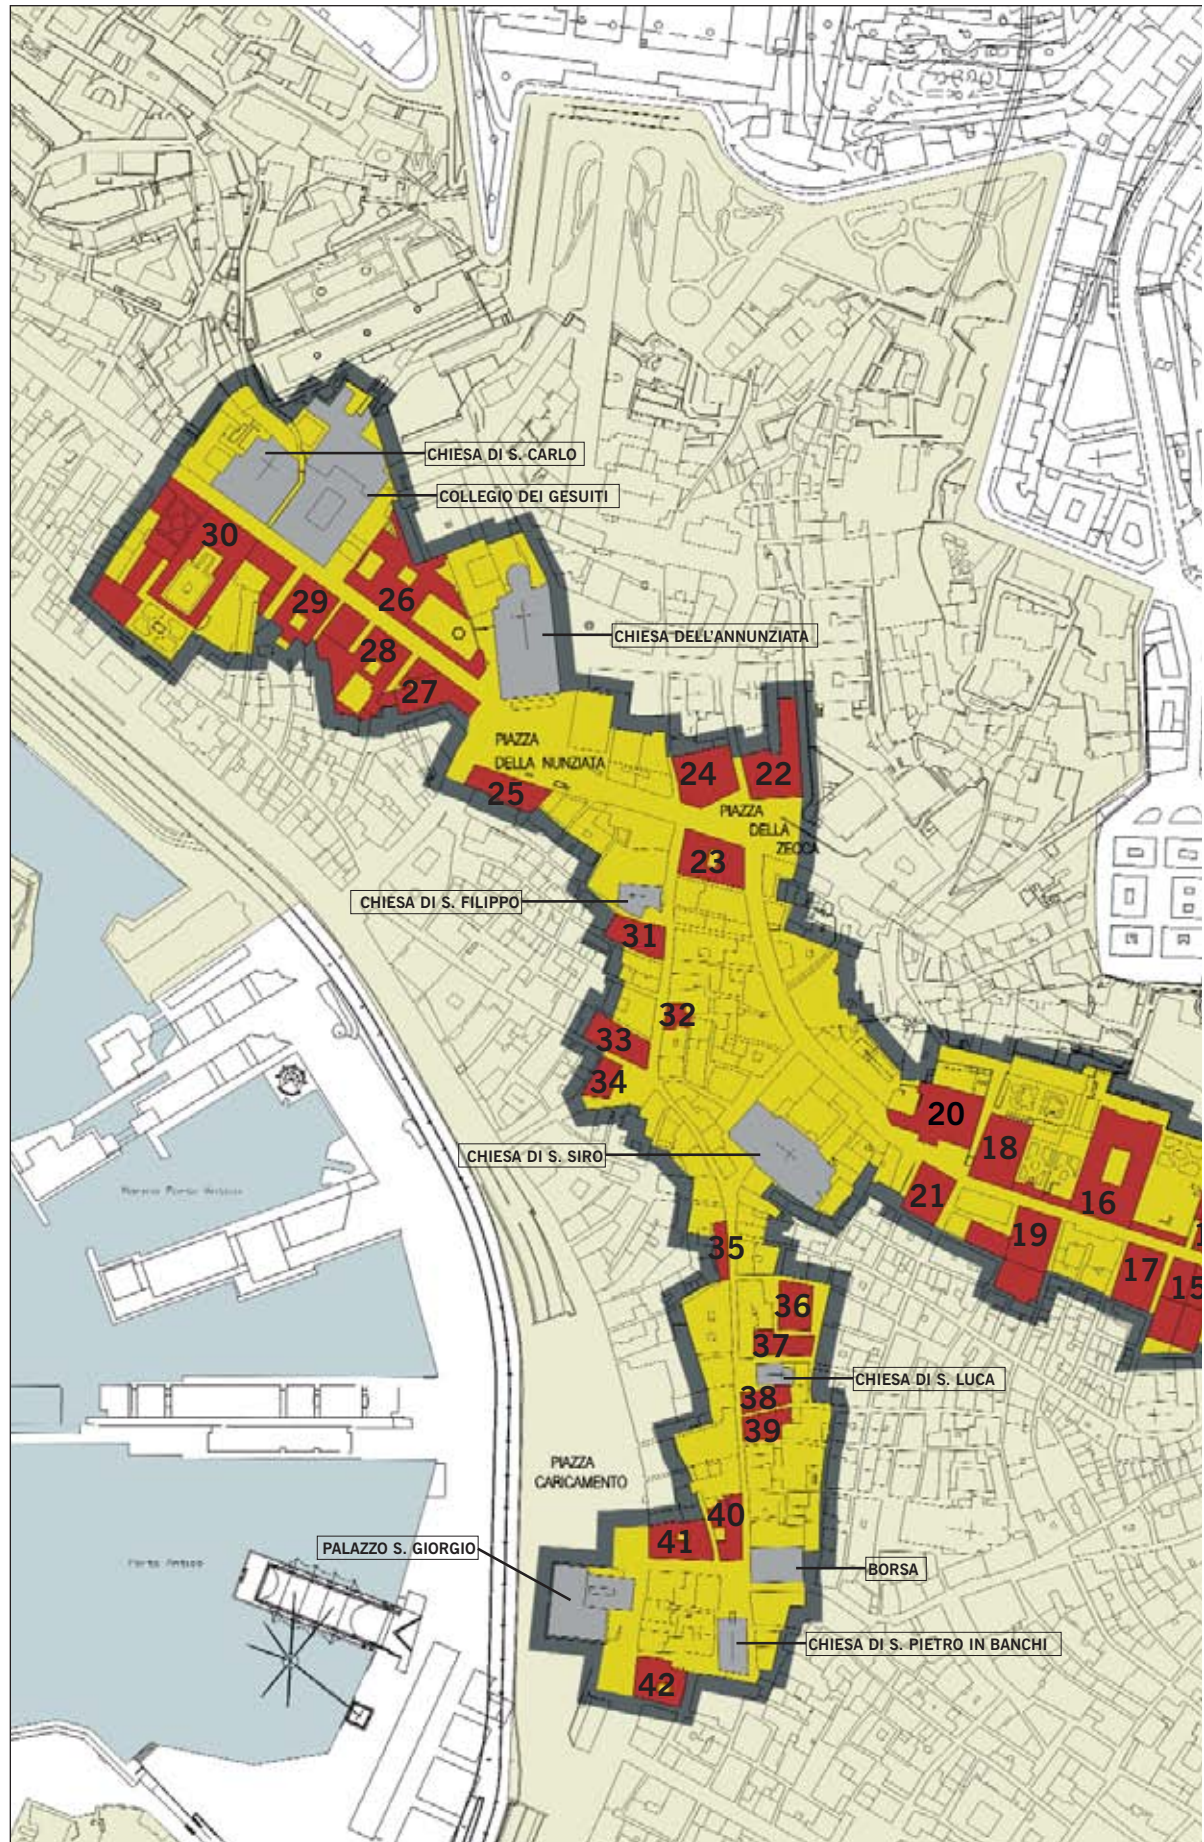 CHIESA DI S. CARLO
COLLEGIO DEI GESUITI
30
29
26
28
27
CHIESA DELL'ANNUNZIATA
PIAZZA
DELLA NUNZIATA
25
24
22
PIAZZA
DELLA
ZECCA
23
CHIESA DI S. FILIPPO
31
32
33
34
20
18
16
21
19
17
15
CHIESA DI S. SIRO
35
36
37
CHIESA DI S. LUCA
38
39
PIAZZA
CARICAMENTO
40
41
PALAZZO S. GIORGIO
BORSA
Porto Antico
CHIESA DI S. PIETRO IN BANCHI
42